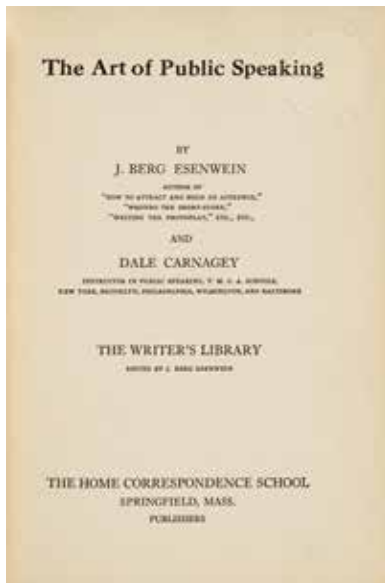 The Art of Public Speaking
BY
J. BERG ESENWEIN
AUTHOR OF
"HOW TO ATTRACT AND HOLD AN AUDIENCE,"
"WRITING THE SHORT-STORY,"
"WRITING THE PHOTOPLAY," ETC., ETC.,
AND
DALE CARNAGEY
INSTRUCTOR IN PUBLIC SPEAKING, Y. M. C. A. SCHOOLS,
NEW YORK, BROOKLYN, PHILADELPHIA, WILMINGTON, AND BALTIMORE
THE WRITER'S LIBRARY
EDITED BY J. BERG ESENWEIN
THE HOME CORRESPONDENCE SCHOOL
SPRINGFIELD, MASS.
PUBLISHERS